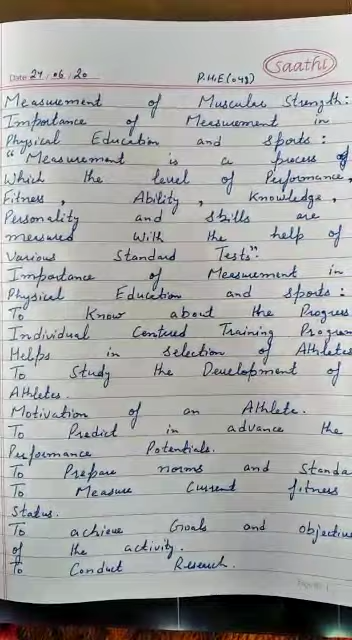 Saathi
Date 27/06/20 P.H.E(048)
Measurement of Muscular Strength:
Importance of Measurement in
Physical Education and Sports:
"Measurement is a process of
Which the level of Performance,
Fitness, Ability, Knowledge,
Personality and skills are
mersured With the help of
Various Standard Tests".
Importance of Measurement in
Physical Education and sports:
To Know about the Progress
Individual Centred Training Program
Helps in selection of Athletes
To Study the Development of
Athletes.
Motivation of an Athlete.
To Predict in advance the
Performance Potentials.
To Prepare norms and Standa
To Measure Current fitness
Status.
To achieve Goals and objective
of the activity.
To Conduct Research.